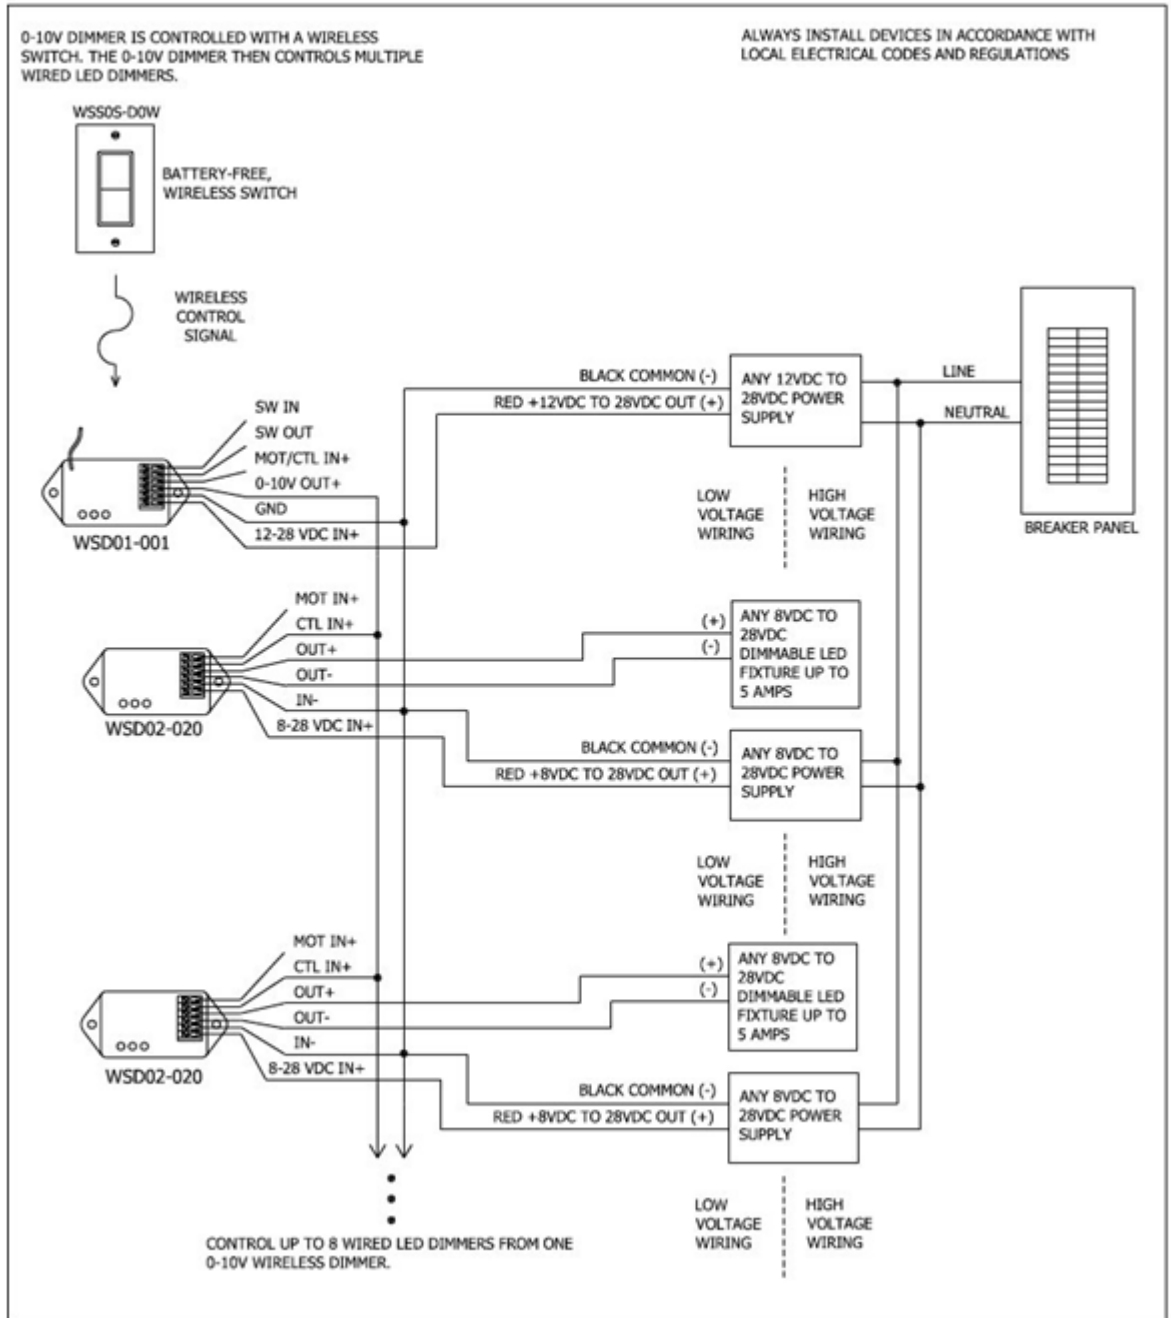 0-10V DIMMER IS CONTROLLED WITH A WIRELESS
SWITCH. THE 0-10V DIMMER THEN CONTROLS MULTIPLE
WIRED LED DIMMERS.
ALWAYS INSTALL DEVICES IN ACCORDANCE WITH
LOCAL ELECTRICAL CODES AND REGULATIONS
WSS0S-D0W
BATTERY-FREE,
WIRELESS SWITCH
WIRELESS
CONTROL
SIGNAL
SW IN
SW OUT
MOT/CTL IN+
0-10V OUT+
GND
12-28 VDC IN+
WSD01-001
BLACK COMMON (-)
RED +12VDC TO 28VDC OUT (+)
ANY 12VDC TO
28VDC POWER
SUPPLY
LINE
NEUTRAL
BREAKER PANEL
LOW
VOLTAGE
WIRING
HIGH
VOLTAGE
WIRING
MOT IN+
CTL IN+
OUT+
OUT-
IN-
8-28 VDC IN+
WSD02-020
(+)
(-)
ANY 8VDC TO
28VDC
DIMMABLE LED
FIXTURE UP TO
5 AMPS
BLACK COMMON (-)
RED +8VDC TO 28VDC OUT (+)
ANY 8VDC TO
28VDC POWER
SUPPLY
LOW
VOLTAGE
WIRING
HIGH
VOLTAGE
WIRING
MOT IN+
CTL IN+
OUT+
OUT-
IN-
8-28 VDC IN+
WSD02-020
(+)
(-)
ANY 8VDC TO
28VDC
DIMMABLE LED
FIXTURE UP TO
5 AMPS
BLACK COMMON (-)
RED +8VDC TO 28VDC OUT (+)
ANY 8VDC TO
28VDC POWER
SUPPLY
LOW
VOLTAGE
WIRING
HIGH
VOLTAGE
WIRING
CONTROL UP TO 8 WIRED LED DIMMERS FROM ONE
0-10V WIRELESS DIMMER.